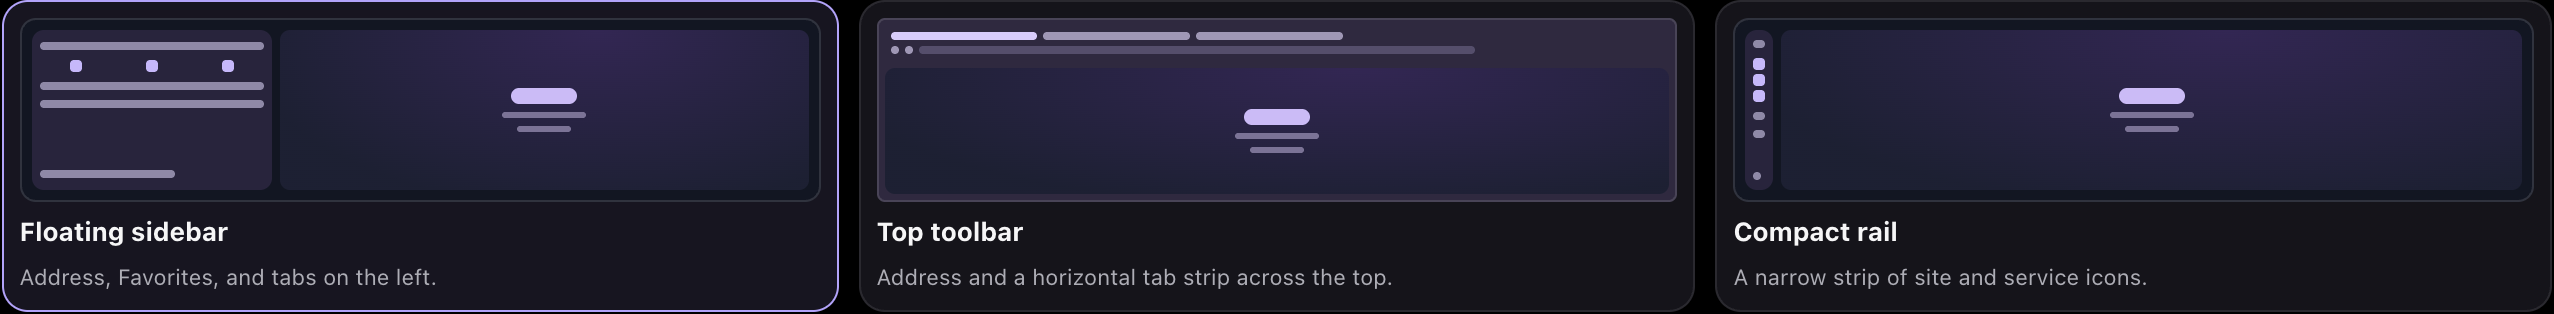 Floating sidebar
Address, Favorites, and tabs on the left.
Top toolbar
Address and a horizontal tab strip across the top.
Compact rail
A narrow strip of site and service icons.